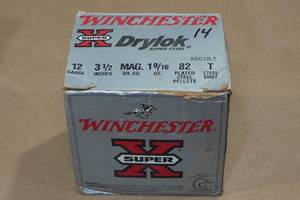 WINCHESTER
14
SUPER X Drylok
SUPER STEEL
XSC12LT
12 3 1/2 MAG. 1 9/16 82 T
GAUGE INCHES DR. EQ. OZ. PLATED STEEL PELLETS STEEL SHOT
WINCHESTER
SUPER X